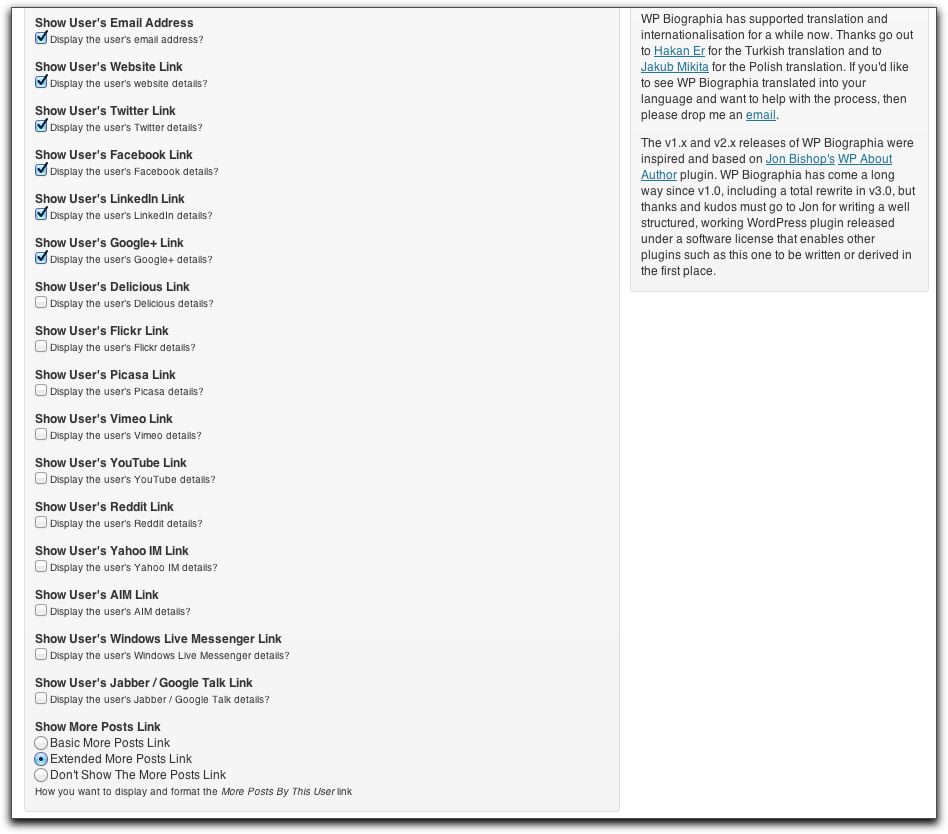 Show User's Email Address
Display the user's email address?
Show User's Website Link
Display the user's website details?
Show User's Twitter Link
Display the user's Twitter details?
Show User's Facebook Link
Display the user's Facebook details?
Show User's LinkedIn Link
Display the user's LinkedIn details?
Show User's Google+ Link
Display the user's Google+ details?
Show User's Delicious Link
Display the user's Delicious details?
Show User's Flickr Link
Display the user's Flickr details?
Show User's Picasa Link
Display the user's Picasa details?
Show User's Vimeo Link
Display the user's Vimeo details?
Show User's YouTube Link
Display the user's YouTube details?
Show User's Reddit Link
Display the user's Reddit details?
Show User's Yahoo IM Link
Display the user's Yahoo IM details?
Show User's AIM Link
Display the user's AIM details?
Show User's Windows Live Messenger Link
Display the user's Windows Live Messenger details?
Show User's Jabber / Google Talk Link
Display the user's Jabber / Google Talk details?
Show More Posts Link
Basic More Posts Link
Extended More Posts Link
Don't Show The More Posts Link
How you want to display and format the More Posts By This User link
WP Biographia has supported translation and
internationalisation for a while now. Thanks go out
to Hakan Er for the Turkish translation and to
Jakub Mikita for the Polish translation. If you'd like
to see WP Biographia translated into your
language and want to help with the process, then
please drop me an email.
The v1.x and v2.x releases of WP Biographia were
inspired and based on Jon Bishop's WP About
Author plugin. WP Biographia has come a long
way since v1.0, including a total rewrite in v3.0, but
thanks and kudos must go to Jon for writing a well
structured, working WordPress plugin released
under a software license that enables other
plugins such as this one to be written or derived in
the first place.